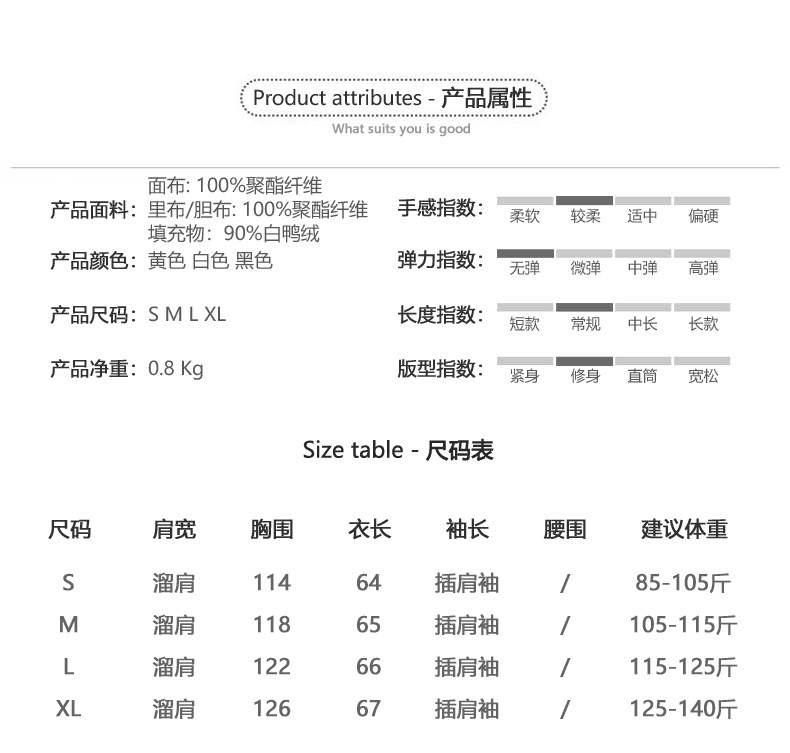 Product attributes - 产品属性
What suits you is good
产品面料：
面布: 100%聚酯纤维
里布/胆布: 100%聚酯纤维
填充物：90%白鸭绒
手感指数：
柔软 较柔 适中 偏硬
产品颜色：黄色 白色 黑色
弹力指数：
无弹 微弹 中弹 高弹
产品尺码：S M L XL
长度指数：
短款 常规 中长 长款
产品净重：0.8 Kg
版型指数：
紧身 修身 直筒 宽松
Size table - 尺码表
尺码 肩宽 胸围 衣长 袖长 腰围 建议体重
S 溜肩 114 64 插肩袖 / 85-105斤
M 溜肩 118 65 插肩袖 / 105-115斤
L 溜肩 122 66 插肩袖 / 115-125斤
XL 溜肩 126 67 插肩袖 / 125-140斤